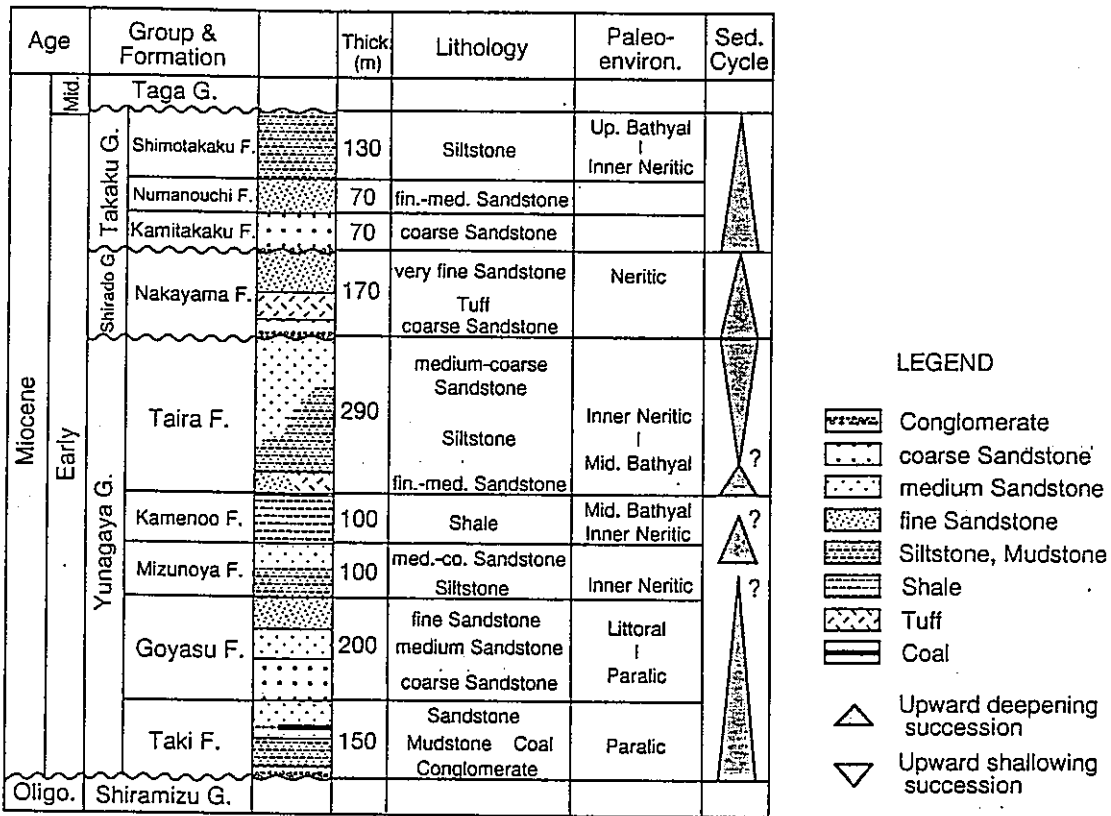 Age
Group &
Formation
Thick.
(m)
Lithology
Paleo-
environ.
Sed.
Cycle
Miocene
Mid.
Early
Taga G.
Takaku G.
Shimotakaku F.
130
Siltstone
Up. Bathyal
Inner Neritic
Numanouchi F.
70
fin.-med. Sandstone
Kamitakaku F.
70
coarse Sandstone
Shirado G.
Nakayama F.
170
very fine Sandstone
Tuff
coarse Sandstone
Neritic
Yunagaya G.
Taira F.
290
medium-coarse
Sandstone
Siltstone
fin.-med. Sandstone
Inner Neritic
Mid. Bathyal
?
Kamenoo F.
100
Shale
Mid. Bathyal
Inner Neritic
?
Mizunoya F.
100
med.-co. Sandstone
Siltstone
Inner Neritic
?
Goyasu F.
200
fine Sandstone
medium Sandstone
coarse Sandstone
Littoral
Paralic
Taki F.
150
Sandstone
Mudstone Coal
Conglomerate
Paralic
Oligo.
Shiramizu G.
LEGEND
Conglomerate
coarse Sandstone
medium Sandstone
fine Sandstone
Siltstone, Mudstone
Shale
Tuff
Coal
Upward deepening
succession
Upward shallowing
succession